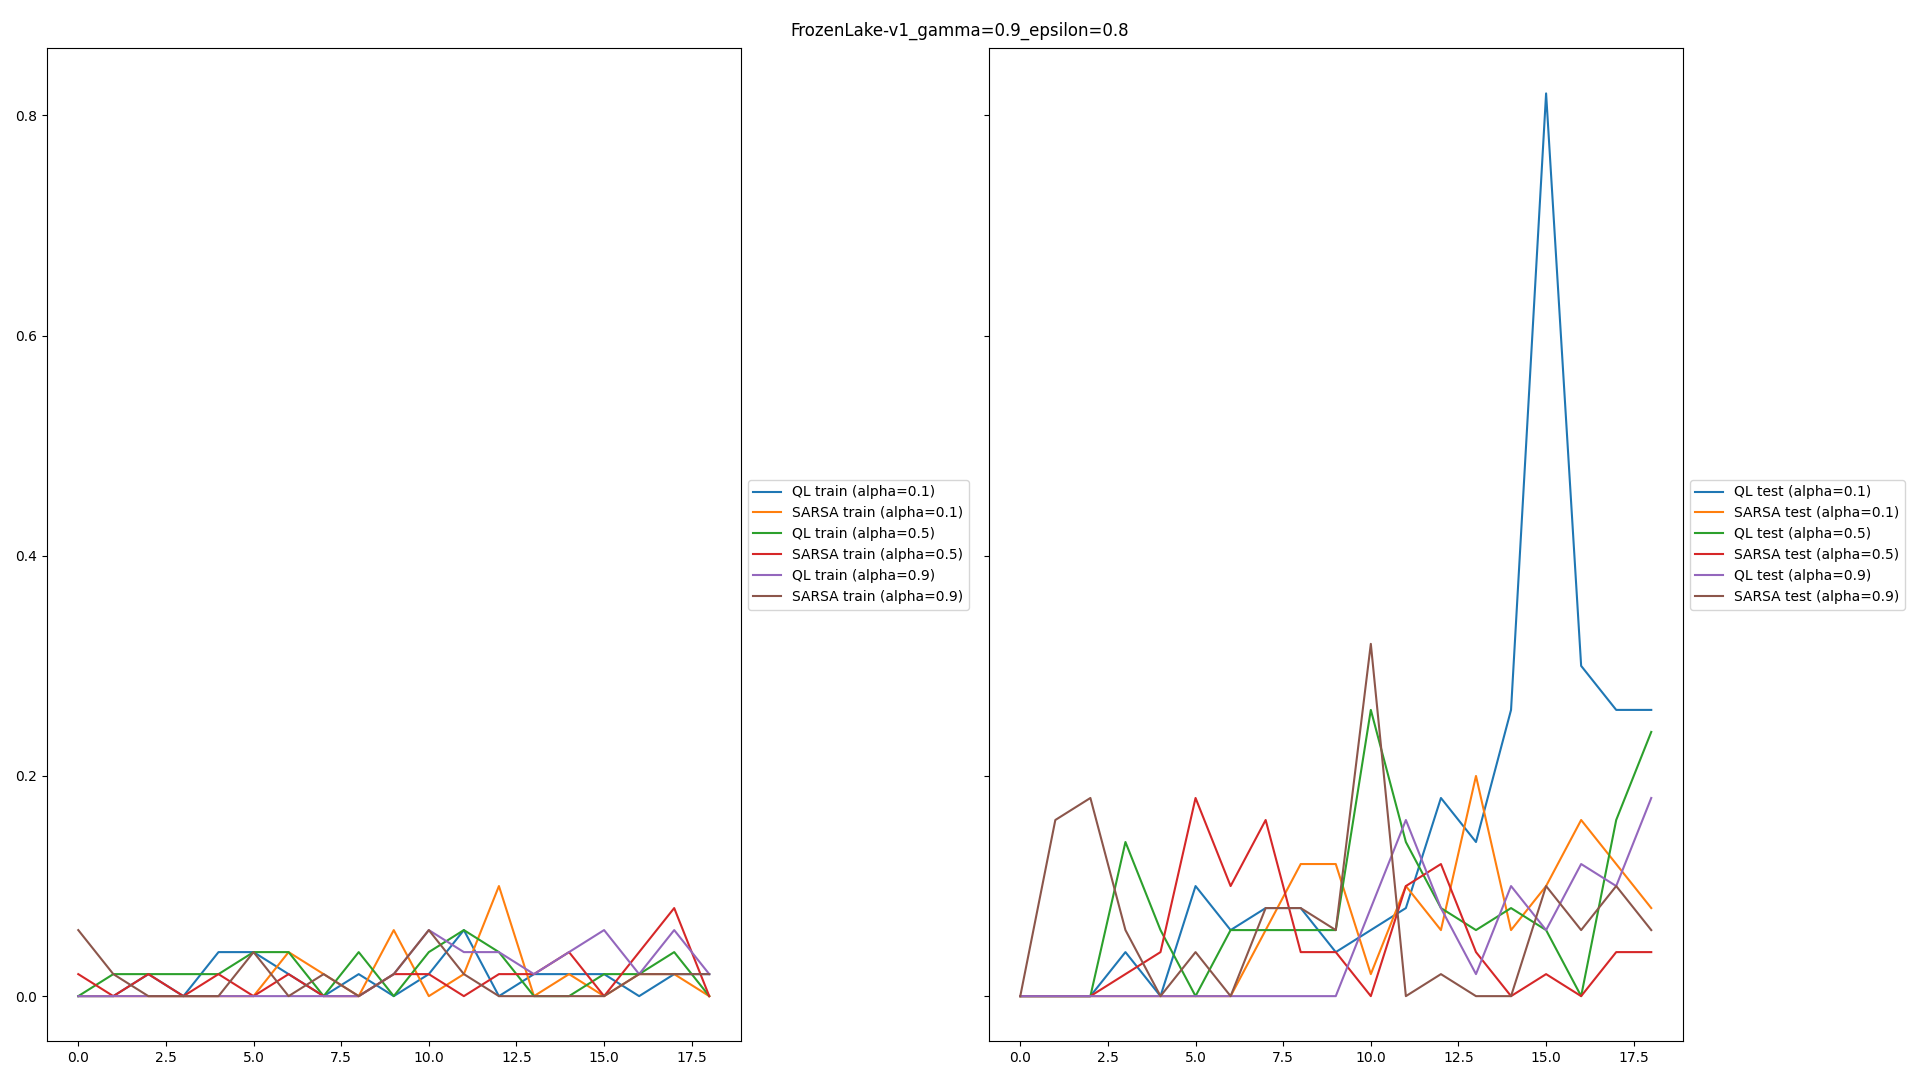 FrozenLake-v1_gamma=0.9_epsilon=0.8
0.8
0.6
0.4
0.2
0.0
0.0 2.5 5.0 7.5 10.0 12.5 15.0 17.5
QL train (alpha=0.1)
SARSA train (alpha=0.1)
QL train (alpha=0.5)
SARSA train (alpha=0.5)
QL train (alpha=0.9)
SARSA train (alpha=0.9)
0.0 2.5 5.0 7.5 10.0 12.5 15.0 17.5
QL test (alpha=0.1)
SARSA test (alpha=0.1)
QL test (alpha=0.5)
SARSA test (alpha=0.5)
QL test (alpha=0.9)
SARSA test (alpha=0.9)